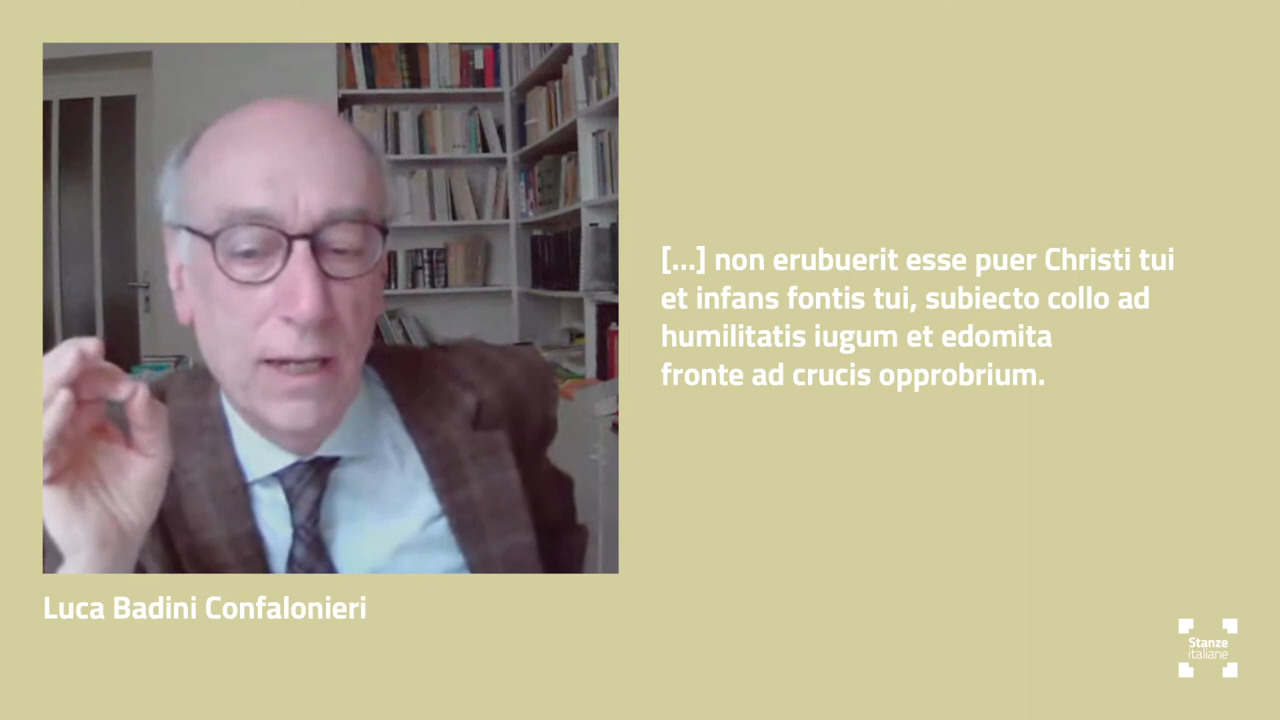 [...] non erubuerit esse puer Christi tui
et infans fontis tui, subiecto collo ad
humilitatis iugum et edomita
fronte ad crucis opprobrium.
Luca Badini Confalonieri
Stanze
italiane